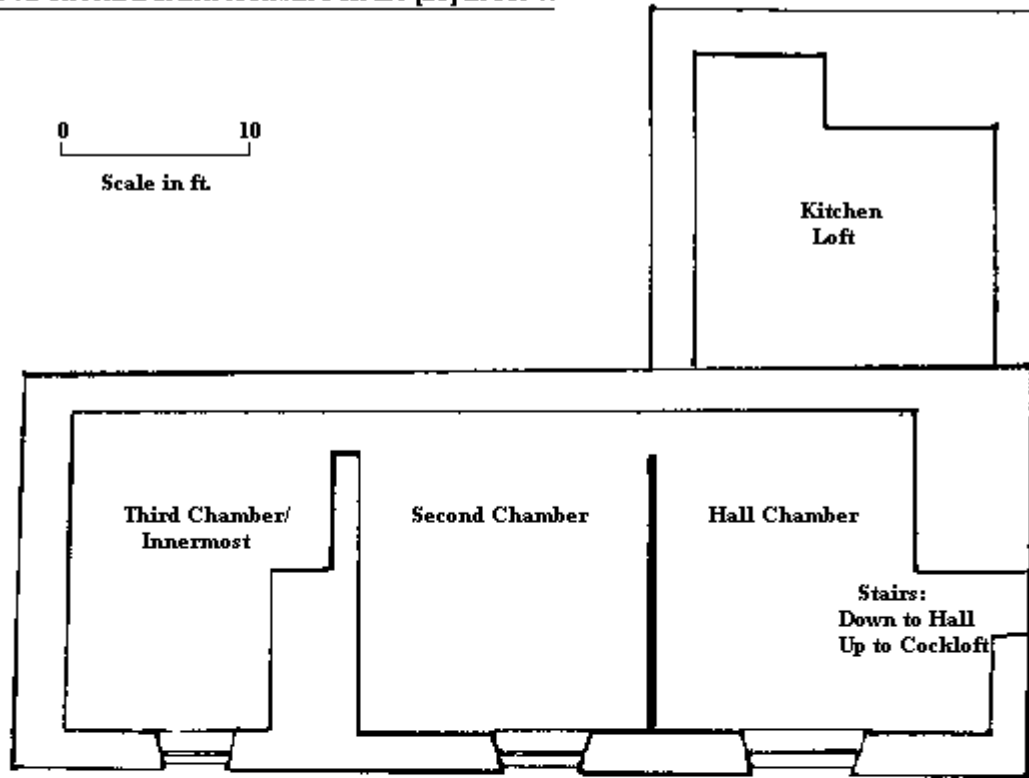 0 10
Scale in ft.
Kitchen
Loft
Third Chamber/
Innermost
Second Chamber
Hall Chamber
Stairs:
Down to Hall
Up to Cockloft